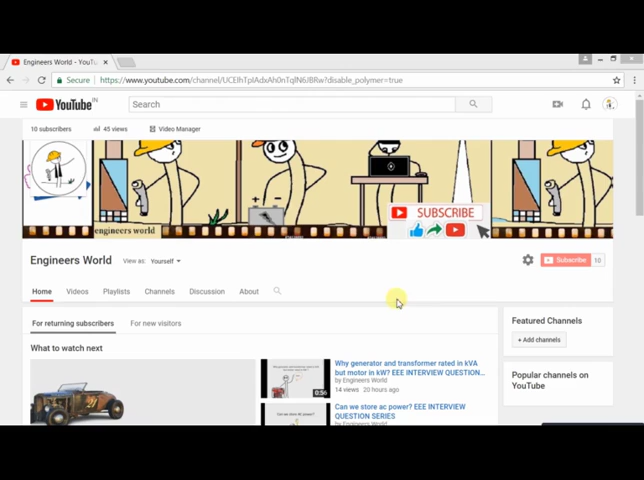 Engineers World - YouTu
Secure https://www.youtube.com/channel/
?disable_polymer=true
YouTube IN
Search
10 subscribers
45 views
Video Manager
SUBSCRIBE
engineers world
Engineers World
View as: Yourself
Subscribe 10
Home Videos Playlists Channels Discussion About
For returning subscribers
For new visitors
Featured Channels
+ Add channels
What to watch next
Popular channels on
YouTube
Why generator and transformer rated in kVA
but motor in kW? EEE INTERVIEW QUESTION...
by Engineers World
14 views 20 hours ago
0:56
Can we store ac power? EEE INTERVIEW
QUESTION SERIES
by Engineers World